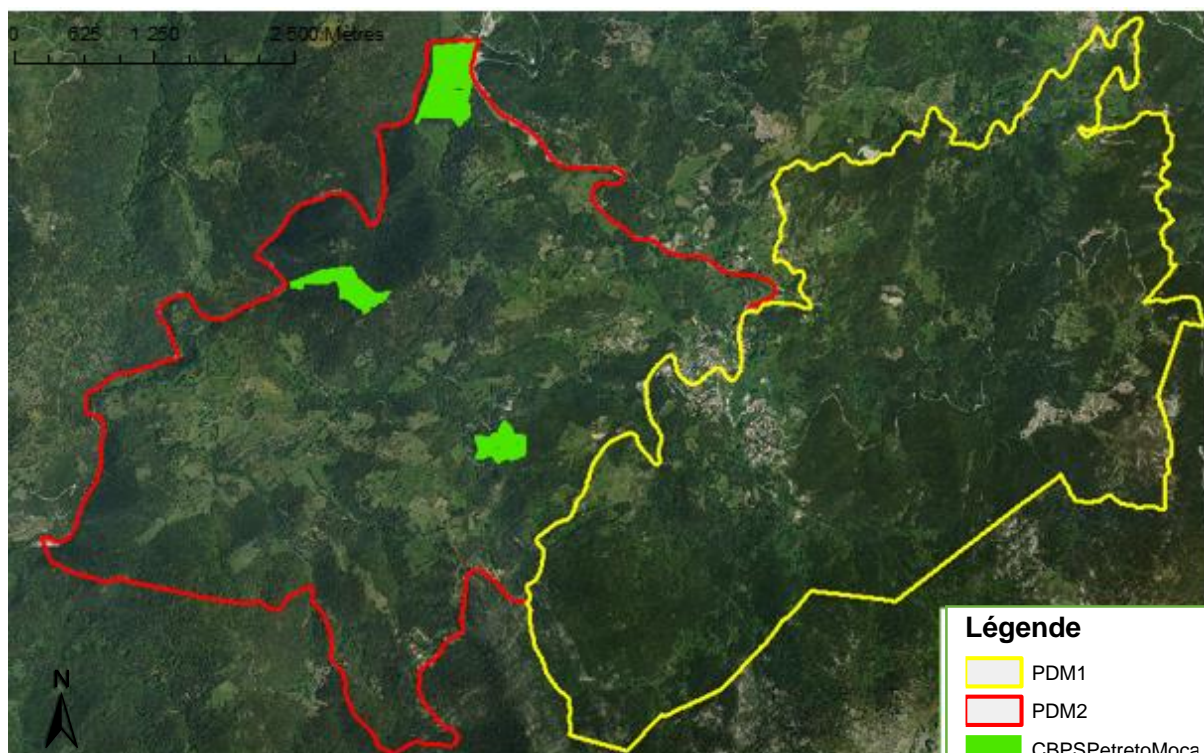 0 625 1 250 2 500 Mètres
N
Légende
PDM1
PDM2
CBPSPetretoMoca